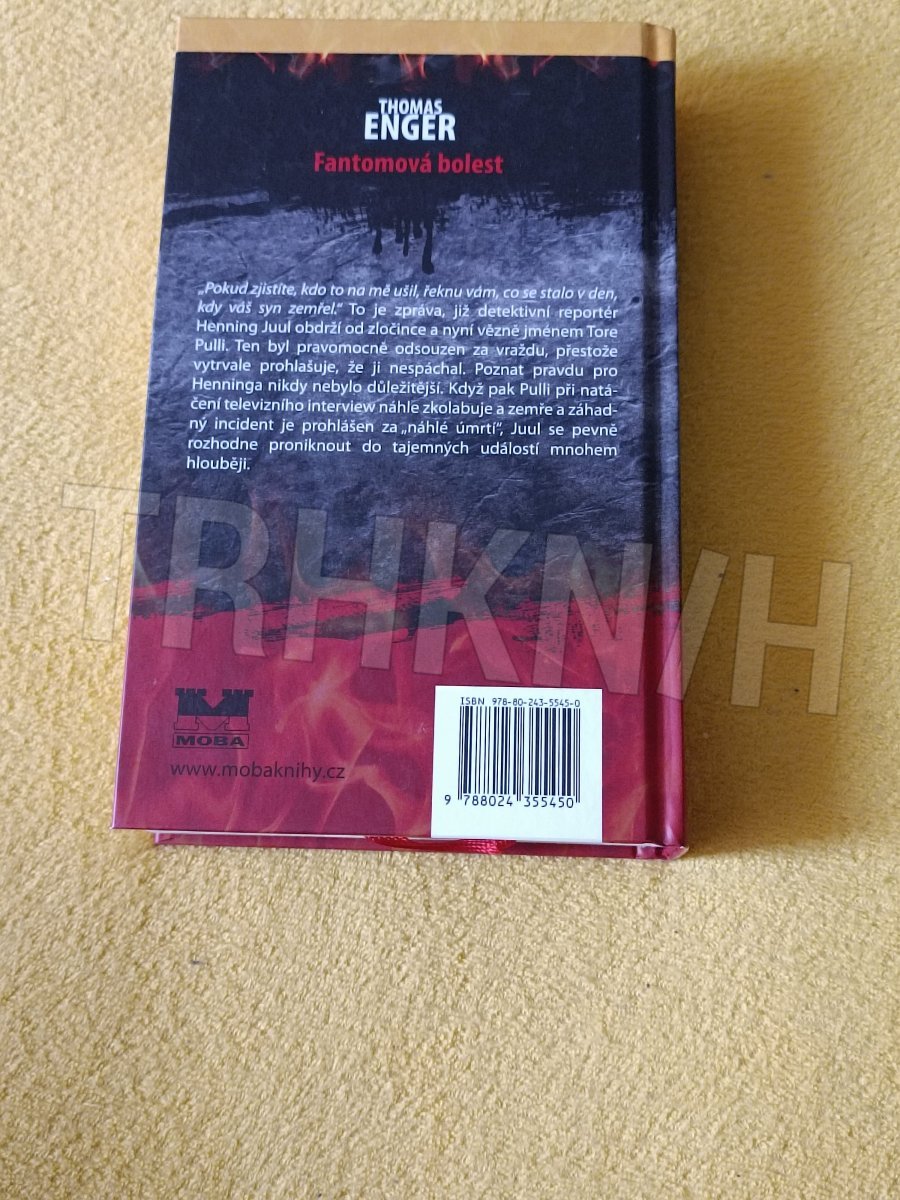 THOMAS
ENGER
Fantomová bolest
„Pokud zjistíte, kdo to na mě ušil, řeknu vám, co se stalo v den,
kdy váš syn zemřel.“ To je zpráva, již detektivní reportér
Henning Juul obdrží od zločince a nyní vězně jménem Tore
Pulli. Ten byl pravomocně odsouzen za vraždu, přestože
vytrvale prohlašuje, že ji nespáchal. Poznat pravdu pro
Henninga nikdy nebylo důležitější. Když pak Pulli při natá-
čení televizního interview náhle zkolabuje a zemře a záhad-
ný incident je prohlášen za „náhlé úmrtí“, Juul se pevně
rozhodne proniknout do tajemných událostí mnohem
hlouběji.
TRHKNIH
MOBA
www.mobaknihy.cz
ISBN 978-80-243-5545-0
9 788024 355450